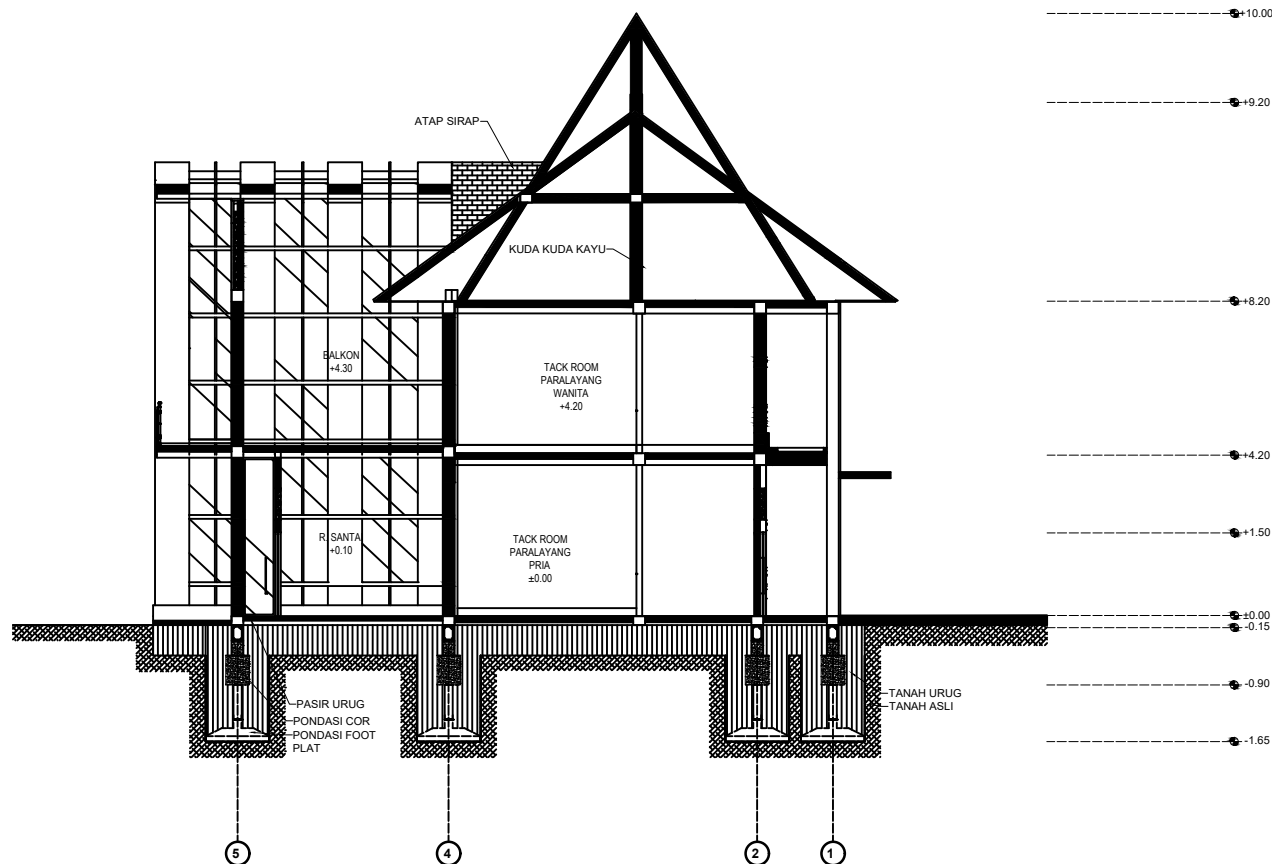 +10.00
+9.20
ATAP SIRAP
KUDA KUDA KAYU
+8.20
BALKON
+4.30
TACK ROOM
PARALAYANG
WANITA
+4.20
+4.20
+1.50
R. SANTA
+0.10
TACK ROOM
PARALAYANG
PRIA
±0.00
±0.00
-0.15
-0.90
TANAH URUG
TANAH ASLI
PASIR URUG
PONDASI COR
PONDASI FOOT
PLAT
-1.65
5
4
2
1